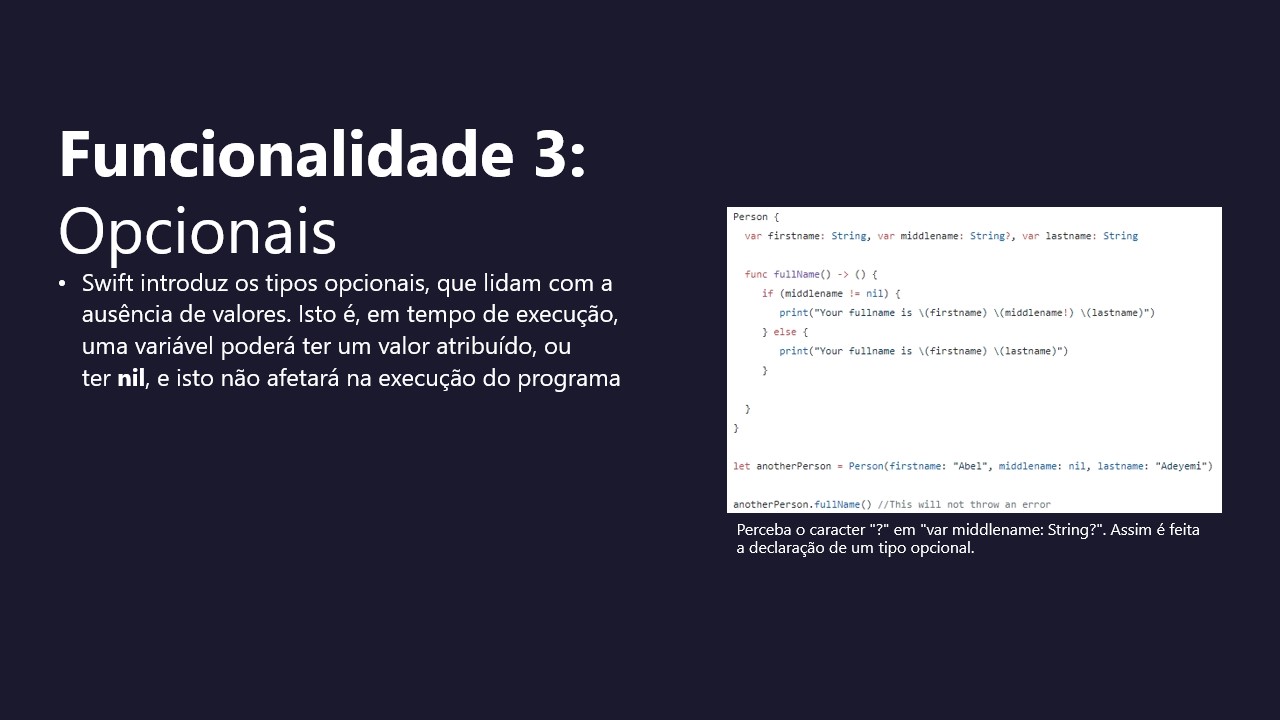 Funcionalidade 3:
Opcionais
• Swift introduz os tipos opcionais, que lidam com a
ausência de valores. Isto é, em tempo de execução,
uma variável poderá ter um valor atribuído, ou
ter nil, e isto não afetará na execução do programa
Person {
var firstname: String, var middlename: String?, var lastname: String
func fullName() -> () {
if (middlename != nil) {
print("Your fullname is \(firstname) \(middlename!) \(lastname)")
} else {
print("Your fullname is \(firstname) \(lastname)")
}
}
}
let anotherPerson = Person(firstname: "Abel", middlename: nil, lastname: "Adeyemi")
anotherPerson.fullName() //This will not throw an error
Perceba o caracter "?" em "var middlename: String?". Assim é feita
a declaração de um tipo opcional.